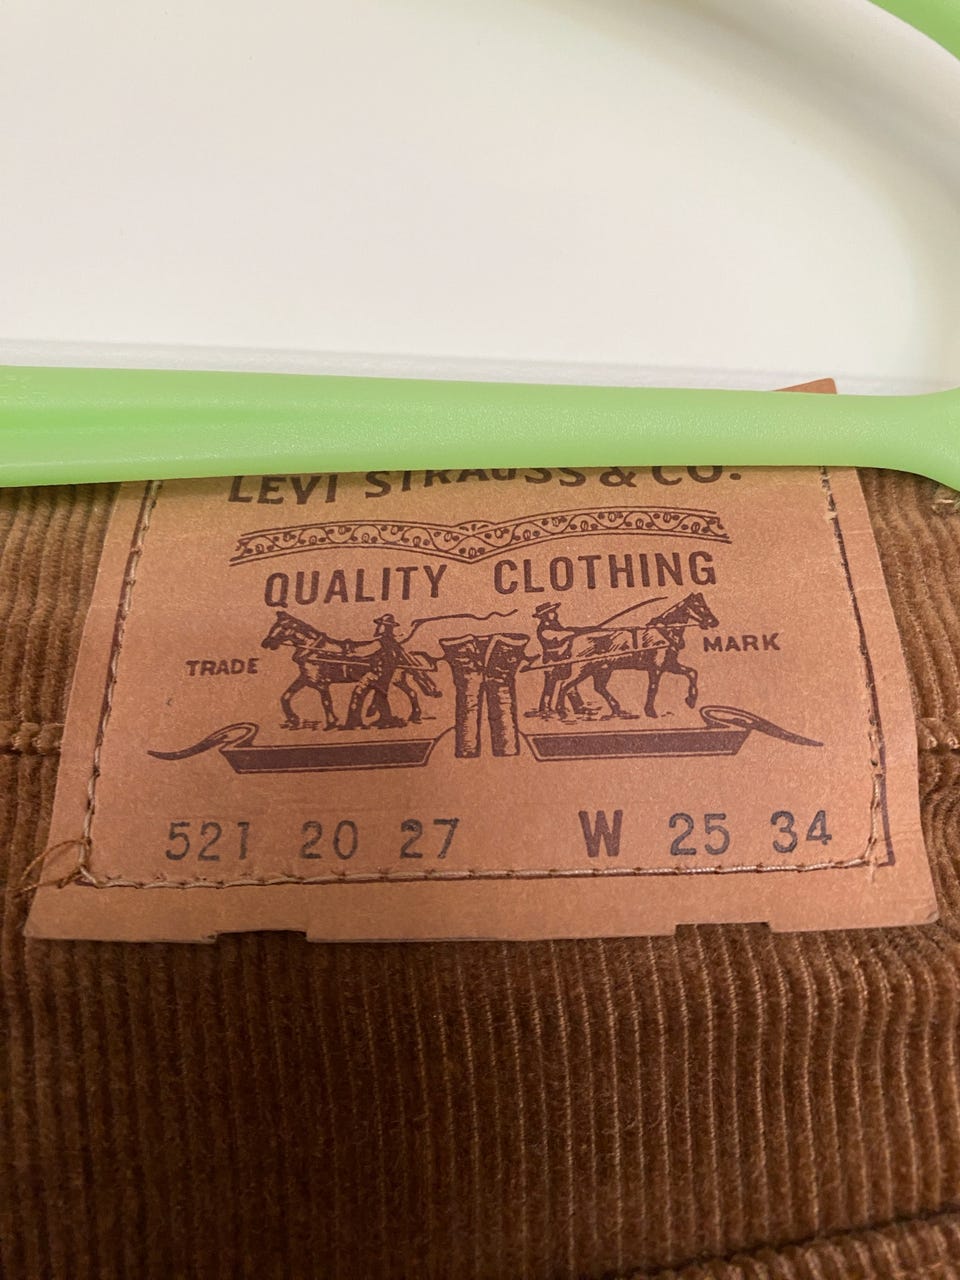 LEVI STRAUSS & CO.
QUALITY CLOTHING
TRADE MARK
521 20 27 W 25 34